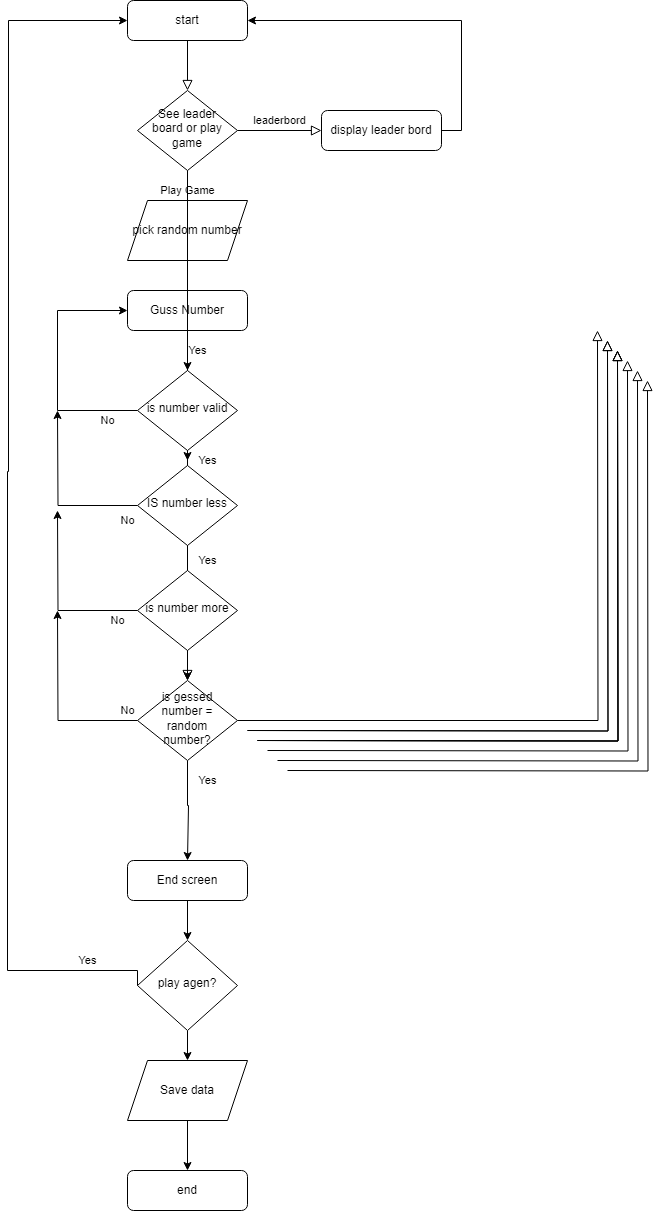 start
See leader
board or play
game
leaderbord
display leader bord
Play Game
pick random number
Guss Number
Yes
is number valid
No
Yes
IS number less
No
Yes
is number more
No
is gessed
number =
random
number?
No
Yes
End screen
Yes
play agen?
Save data
end